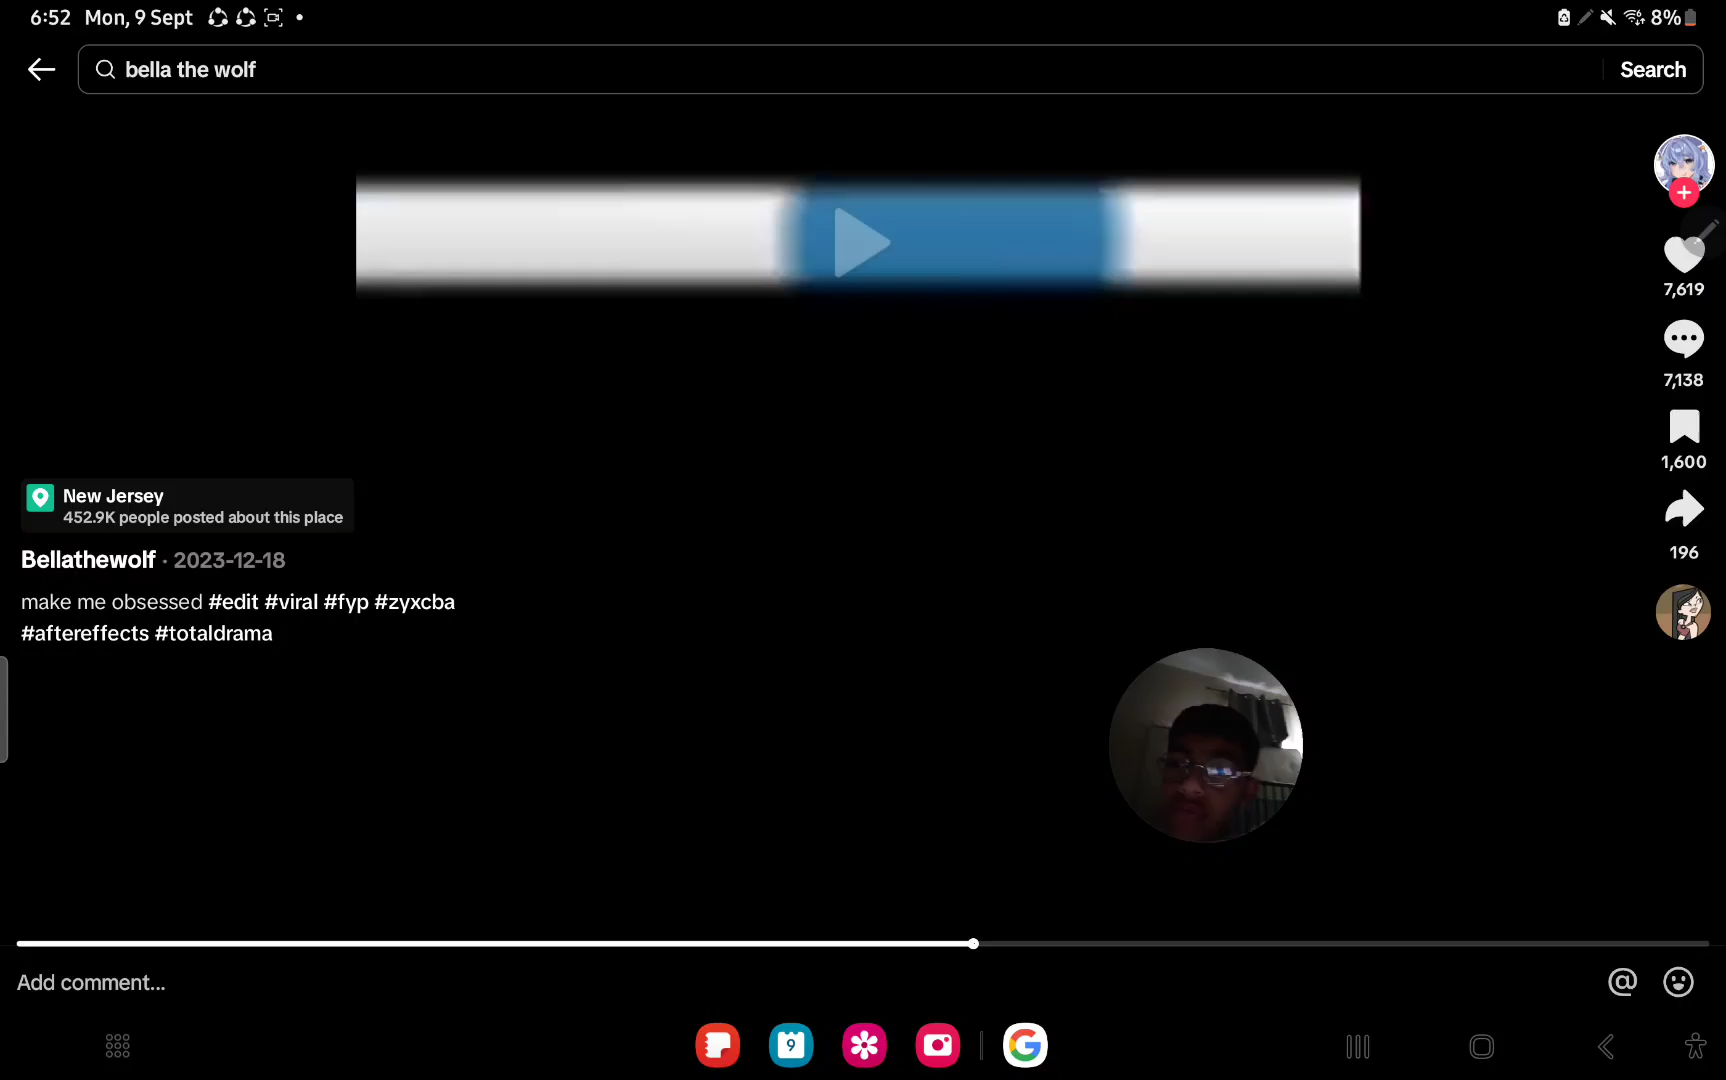 6:52 Mon, 9 Sept 8%
bella the wolf Search
7,619
7,138
1,600
196
New Jersey
452.9K people posted about this place
Bellathewolf · 2023-12-18
make me obsessed #edit #viral #fyp #zyxcba
#aftereffects #totaldrama
Add comment... @
9 G